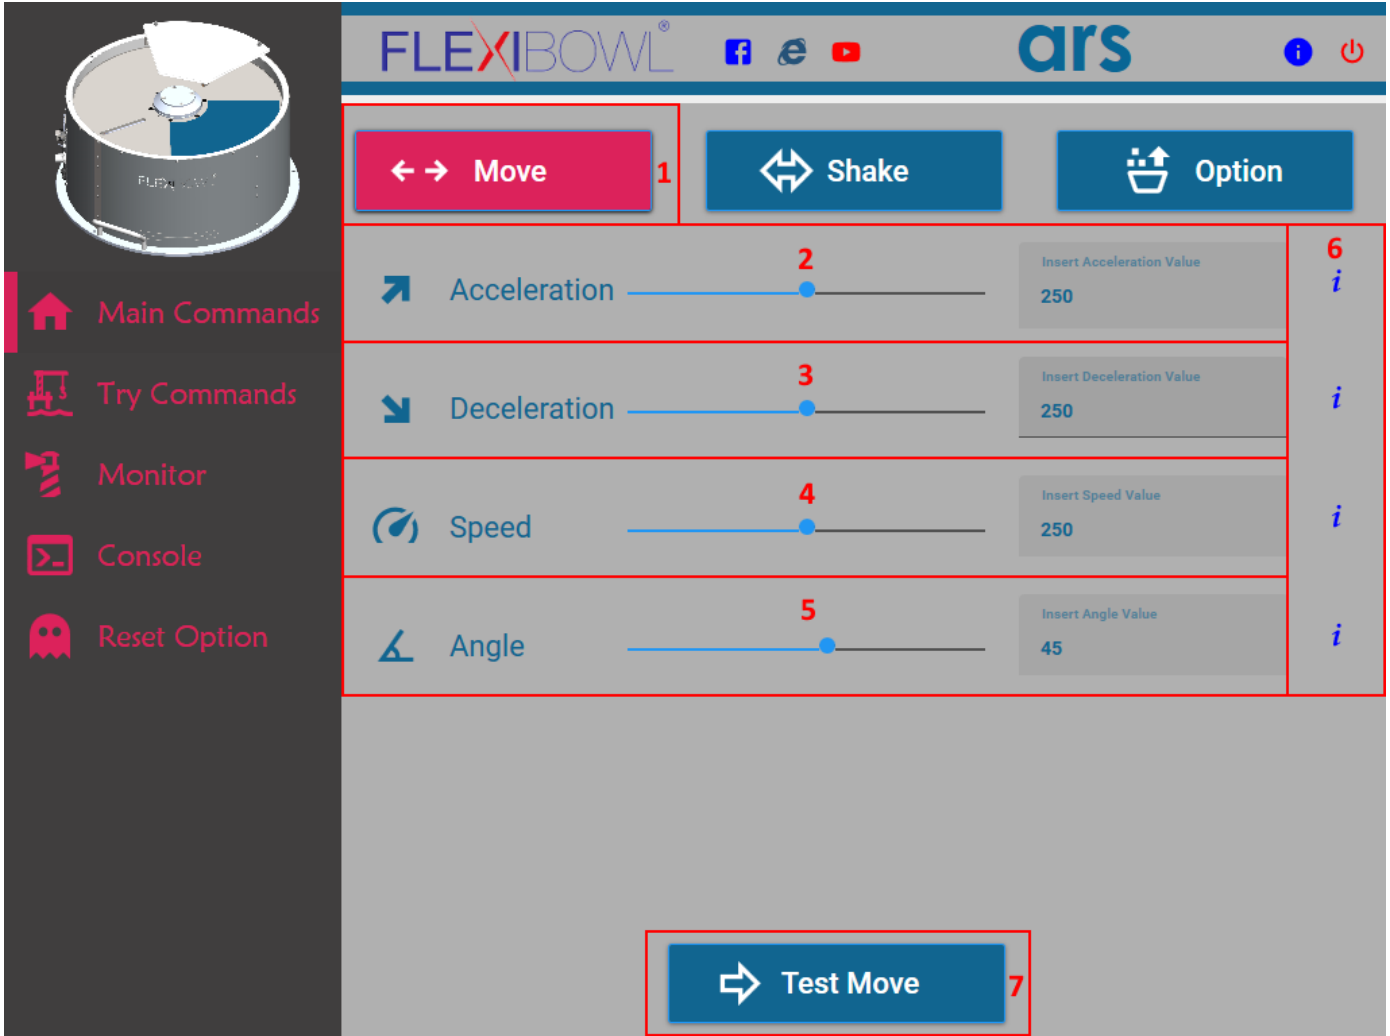 FLEXIBOWL®
ars
Move
1
Shake
Option
2
Acceleration
Insert Acceleration Value
250
6
i
3
Deceleration
Insert Deceleration Value
250
i
4
Speed
Insert Speed Value
250
i
5
Angle
Insert Angle Value
45
i
Main Commands
Try Commands
Monitor
Console
Reset Option
Test Move
7